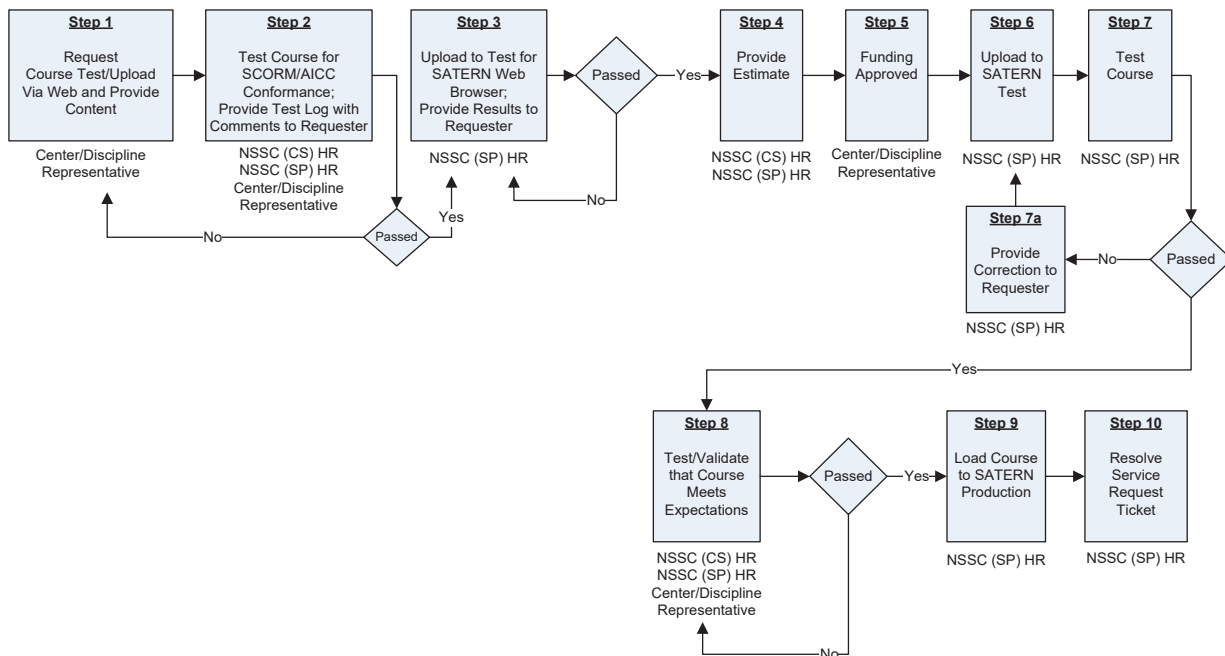 Step 1
Request
Course Test/Upload
Via Web and Provide
Content
Center/Discipline
Representative
Step 2
Test Course for
SCORM/AICC
Conformance;
Provide Test Log with
Comments to Requester
NSSC (CS) HR
NSSC (SP) HR
Center/Discipline
Representative
Passed
No
Yes
Step 3
Upload to Test for
SATERN Web
Browser;
Provide Results to
Requester
NSSC (SP) HR
Passed
No
Yes
Step 4
Provide
Estimate
NSSC (CS) HR
NSSC (SP) HR
Step 5
Funding
Approved
Center/Discipline
Representative
Step 6
Upload to
SATERN
Test
NSSC (SP) HR
Step 7
Test
Course
NSSC (SP) HR
Passed
No
Step 7a
Provide
Correction to
Requester
NSSC (SP) HR
Yes
Step 8
Test/Validate
that Course
Meets
Expectations
NSSC (CS) HR
NSSC (SP) HR
Center/Discipline
Representative
Passed
No
Yes
Step 9
Load Course
to SATERN
Production
NSSC (SP) HR
Step 10
Resolve
Service
Request
Ticket
NSSC (SP) HR